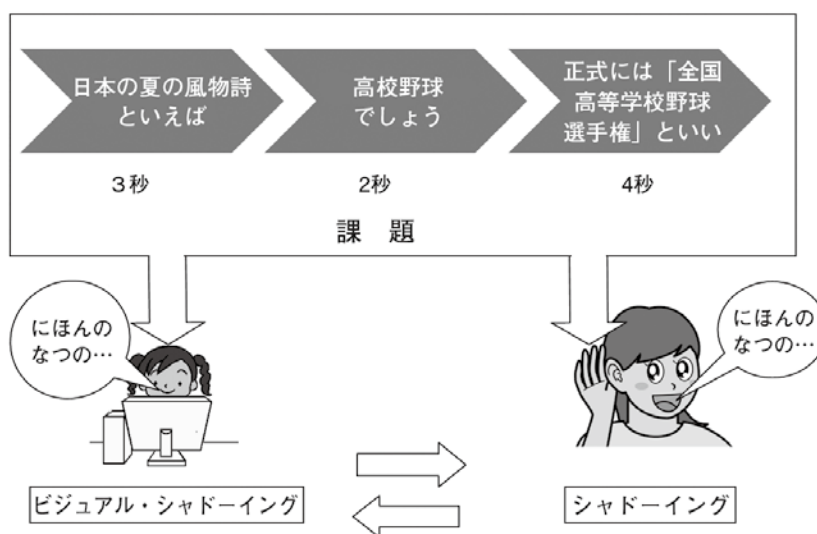 日本の夏の風物詩
といえば
高校野球
でしょう
正式には「全国
高等学校野球
選手権」といい
3秒
2秒
4秒
課 題
にほんの
なつの…
にほんの
なつの…
ビジュアル・シャドーイング
シャドーイング